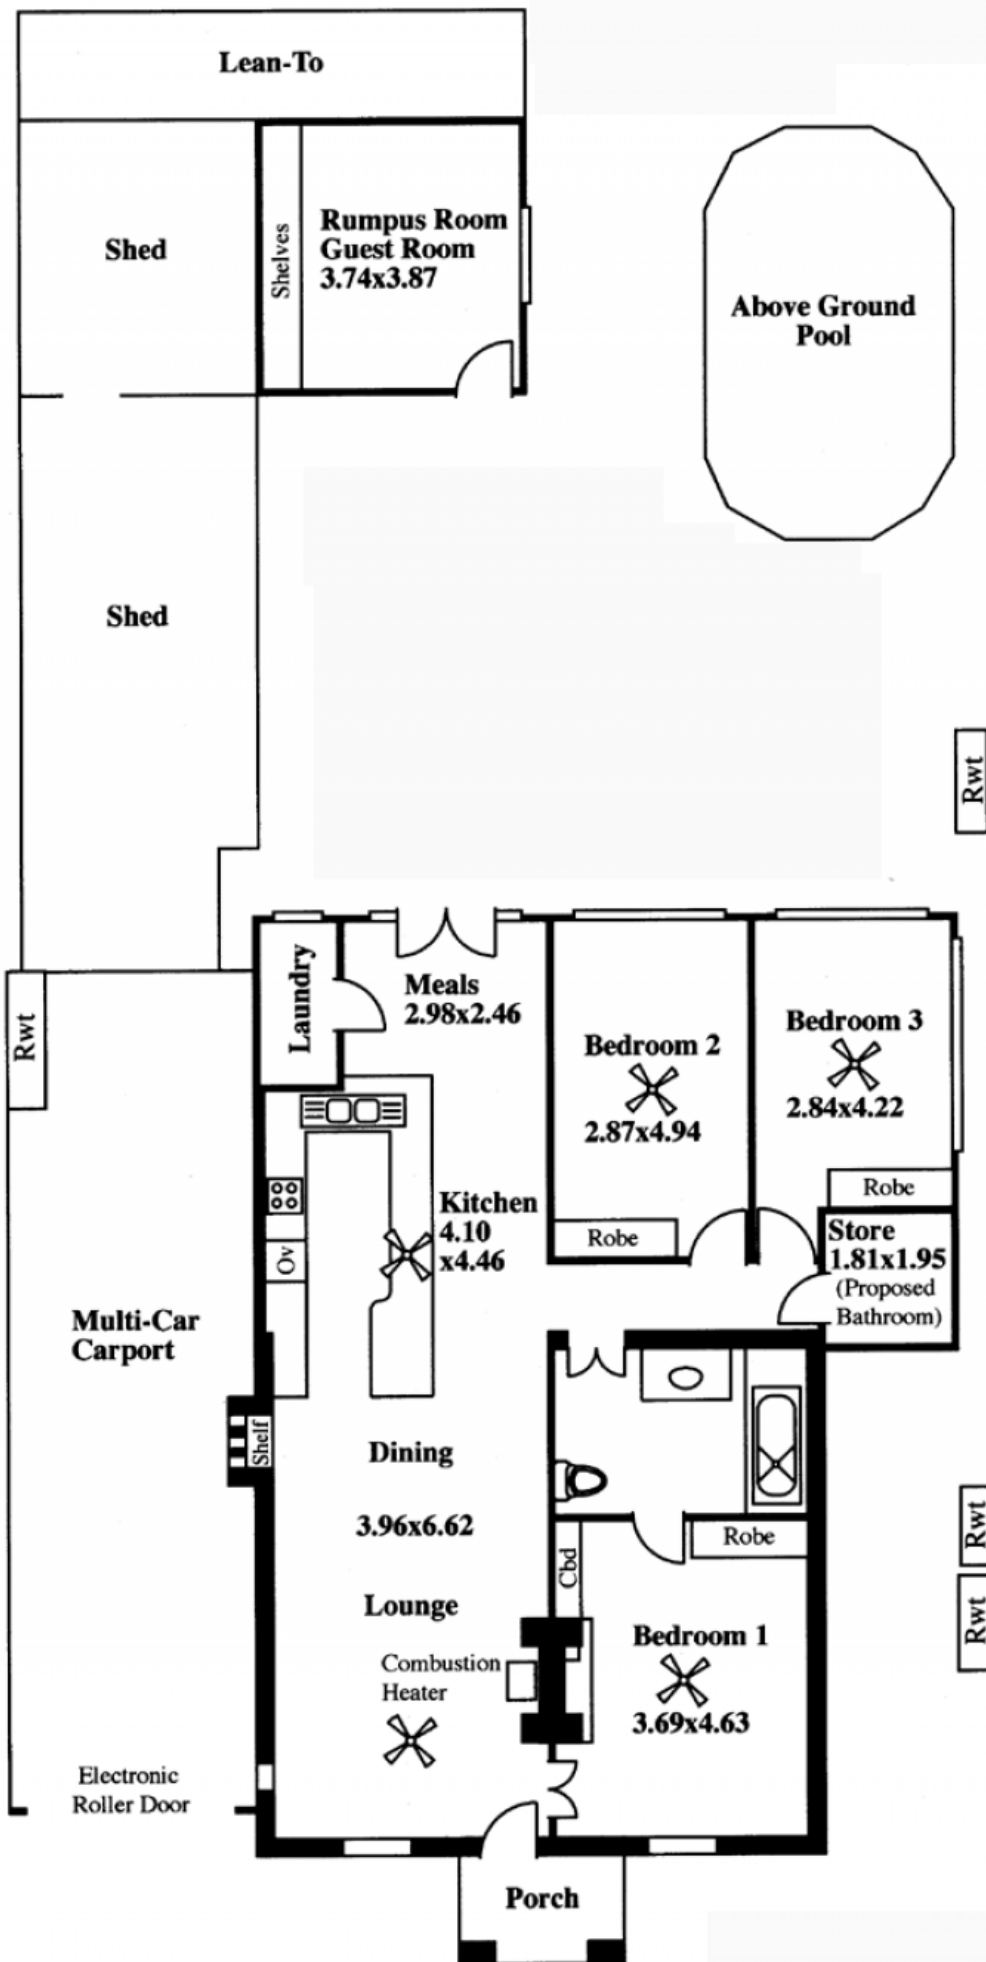 Lean-To
Shed
Shelves
Rumpus Room
Guest Room
3.74x3.87
Above Ground
Pool
Shed
Rwt
Laundry
Meals
2.98x2.46
Rwt
Bedroom 2
2.87x4.94
Bedroom 3
2.84x4.22
Robe
Robe
Kitchen
4.10
x4.46
Ov
Store
1.81x1.95
(Proposed
Bathroom)
Multi-Car
Carport
Shelf
Dining
3.96x6.62
Lounge
Combustion
Heater
Cbd
Robe
Rwt
Rwt
Bedroom 1
3.69x4.63
Electronic
Roller Door
Porch